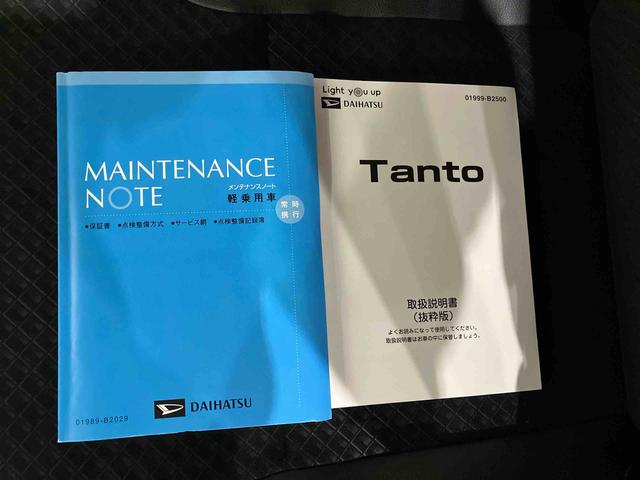 MAINTENANCE
NOTE
メンテナンスノート
軽乗用車
常時
携行
●保証書 ●点検整備方式 ●サービス網 ●点検整備記録簿
DAIHATSU
01989-B2029
Light you up
DAIHATSU
01999-B2500
Tanto
取扱説明書
(抜粋版)
よくお読みになって使用してください。
取扱説明書はお車の中に保管しましょう。